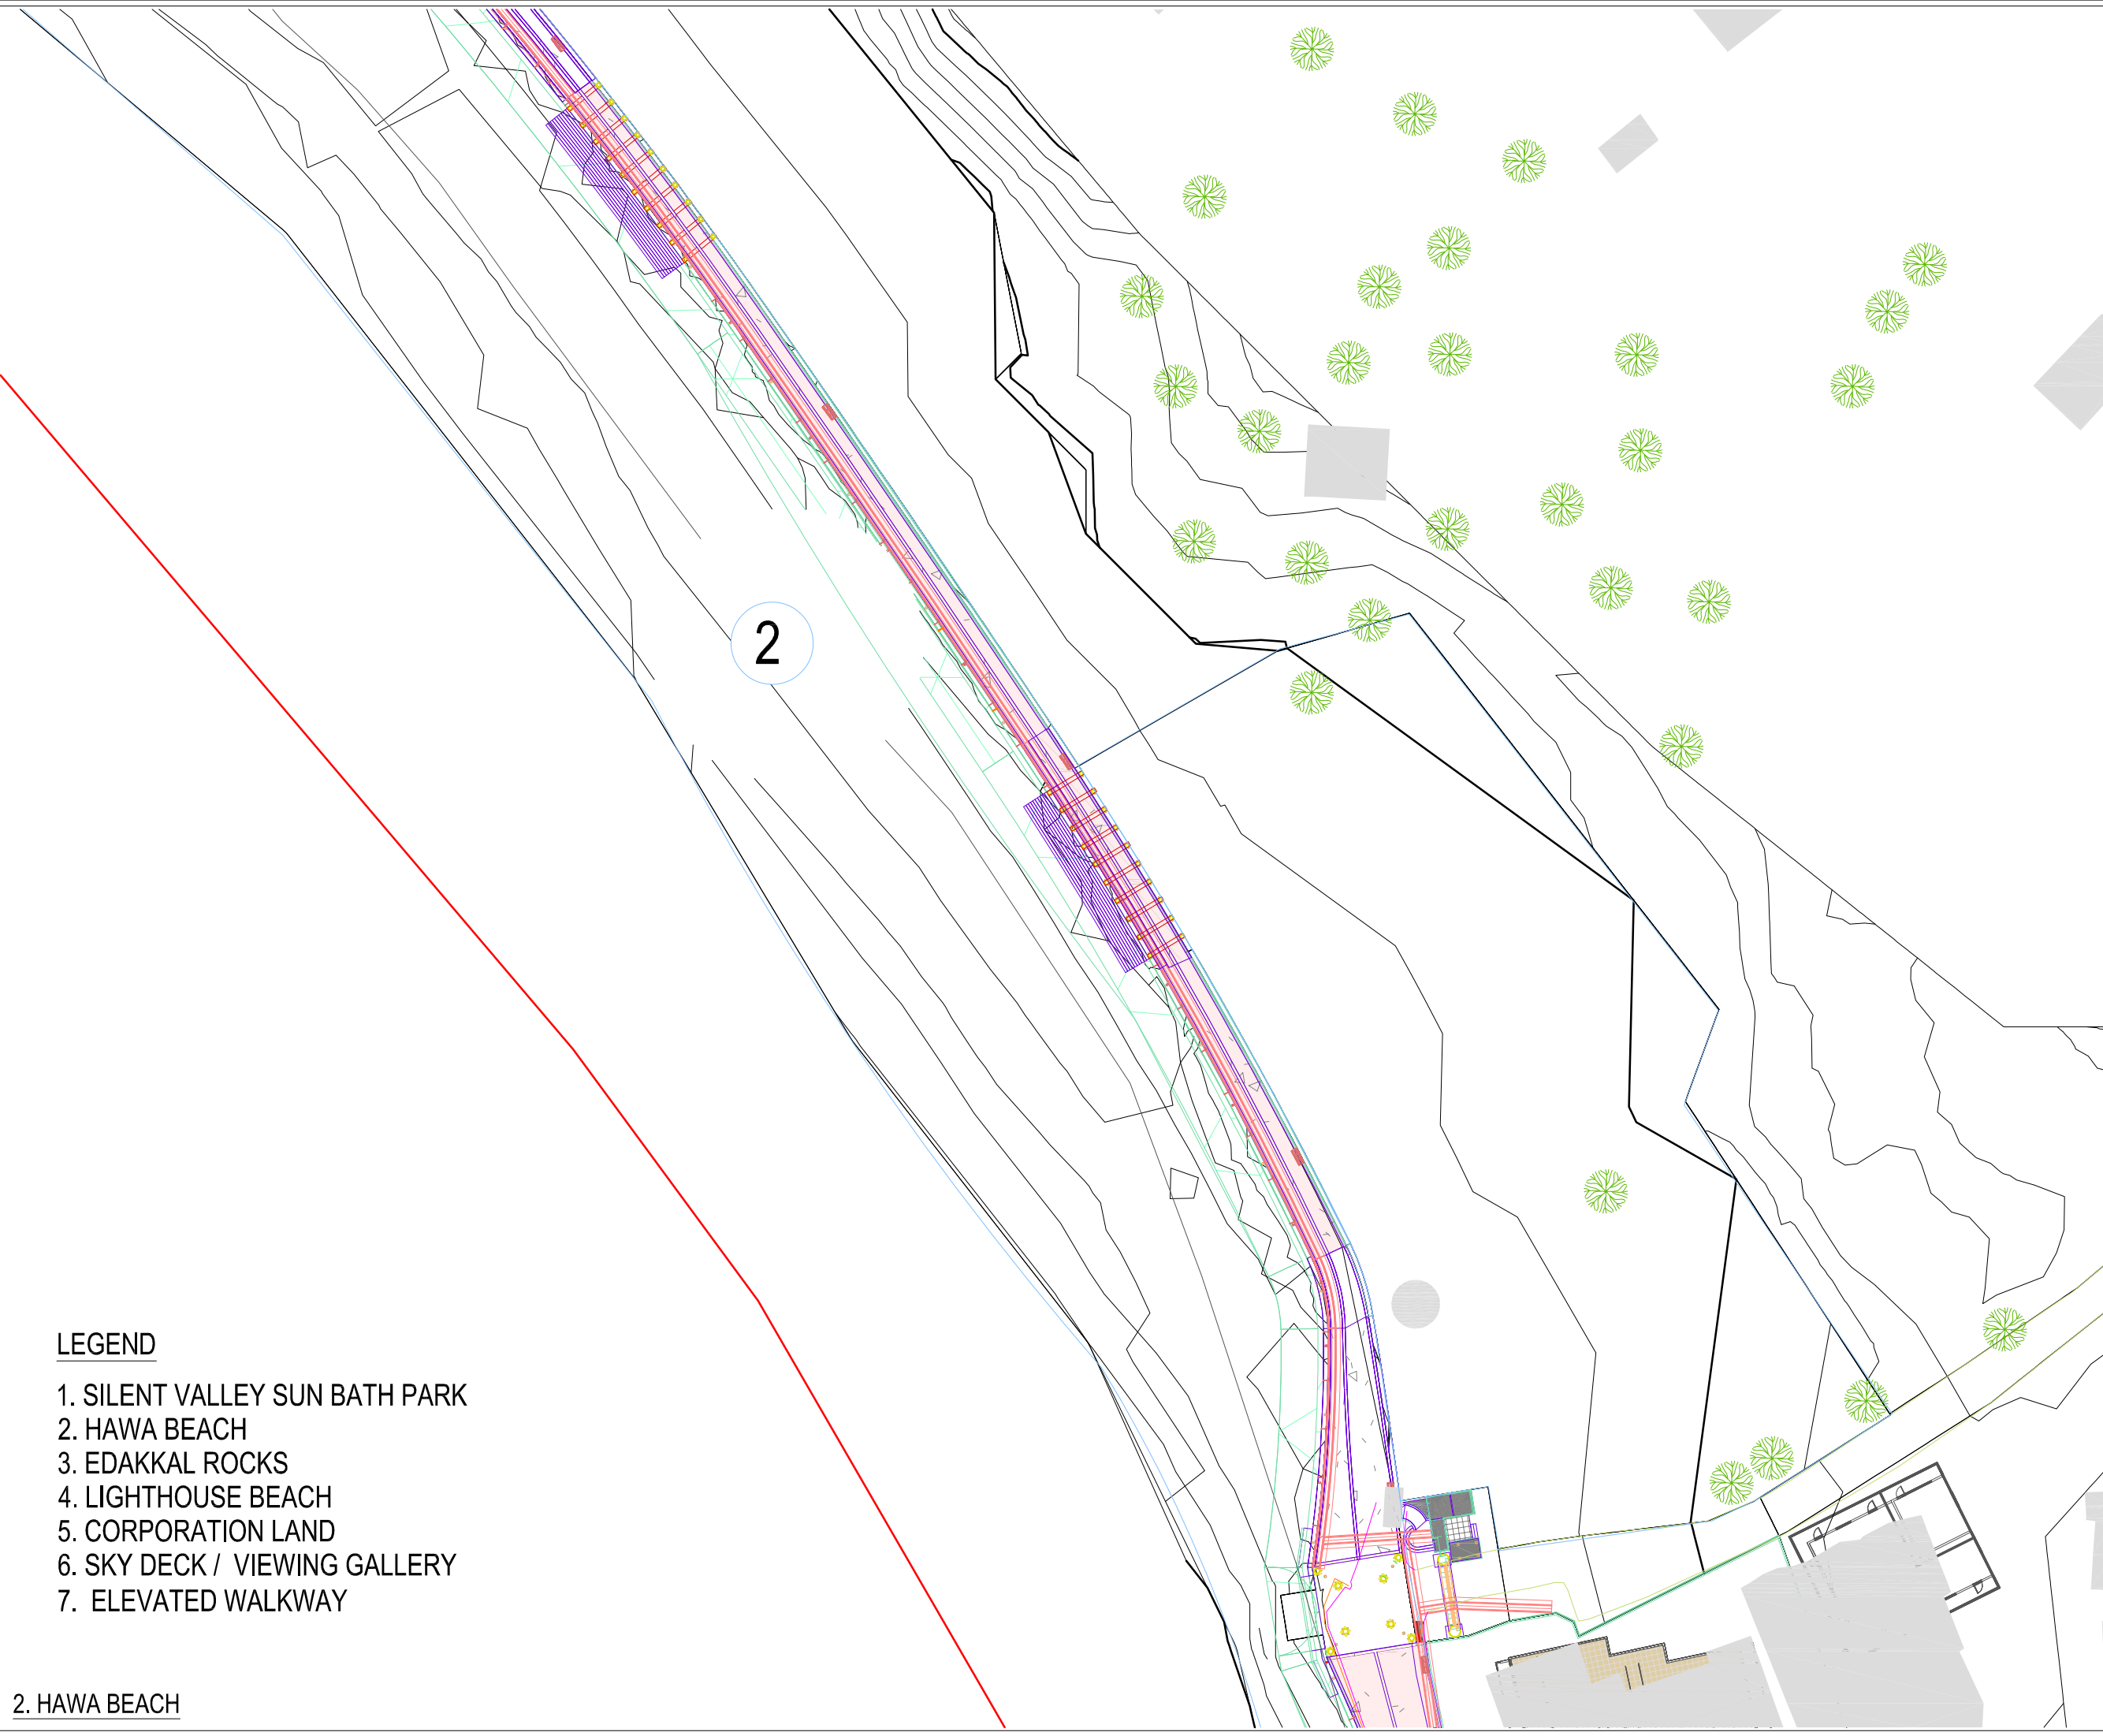 2
LEGEND
1. SILENT VALLEY SUN BATH PARK
2. HAWA BEACH
3. EDAKKAL ROCKS
4. LIGHTHOUSE BEACH
5. CORPORATION LAND
6. SKY DECK / VIEWING GALLERY
7. ELEVATED WALKWAY
2. HAWA BEACH